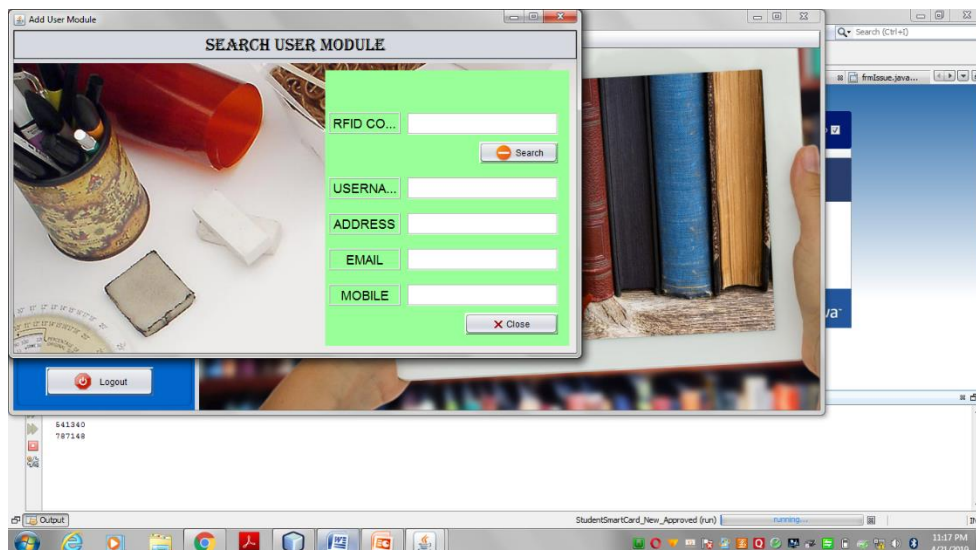 Add User Module
SEARCH USER MODULE
Search (Ctrl+I)
frmIssue.java...
RFID CO...
Search
USERNA...
ADDRESS
EMAIL
MOBILE
Close
Logout
641340
787148
Output
StudentSmartCard_New_Approved (run)
running...
11:17 PM